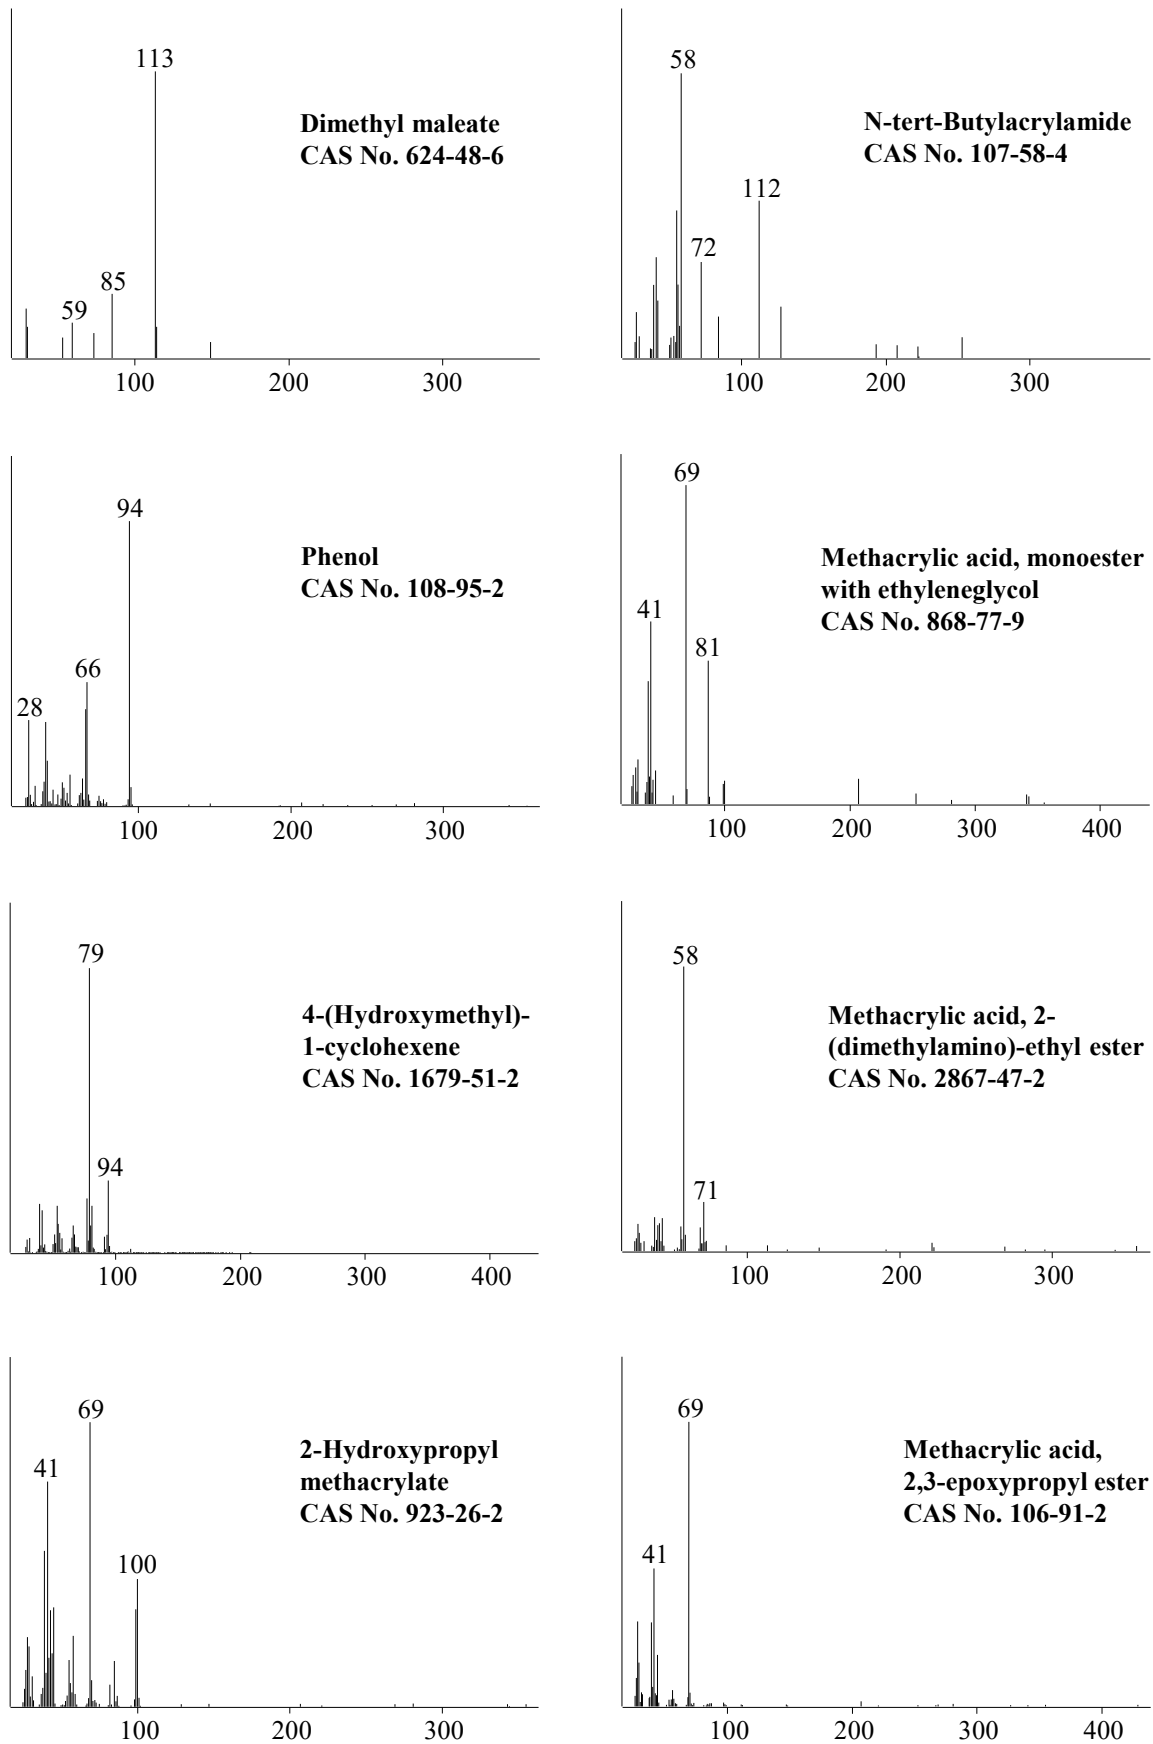 113
Dimethyl maleate
CAS No. 624-48-6
85
59
100 200 300
58
N-tert-Butylacrylamide
CAS No. 107-58-4
112
72
100 200 300
94
Phenol
CAS No. 108-95-2
66
28
100 200 300
69
Methacrylic acid, monoester
with ethyleneglycol
CAS No. 868-77-9
41
81
100 200 300 400
79
4-(Hydroxymethyl)-
1-cyclohexene
CAS No. 1679-51-2
94
100 200 300 400
58
Methacrylic acid, 2-
(dimethylamino)-ethyl ester
CAS No. 2867-47-2
71
100 200 300
69
2-Hydroxypropyl
methacrylate
CAS No. 923-26-2
41
100
100 200 300
69
Methacrylic acid,
2,3-epoxypropyl ester
CAS No. 106-91-2
41
100 200 300 400